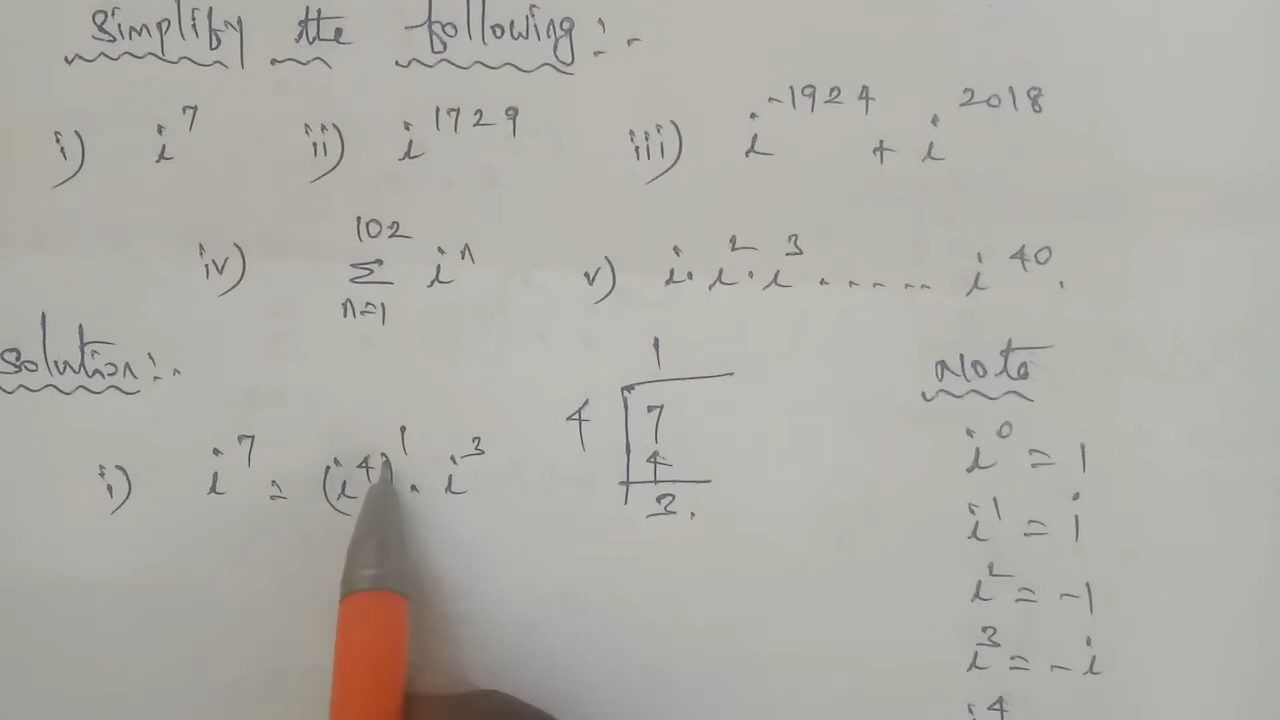 Simplify the following:-
i) i^7 ii) i^1729 iii) i^-1924 + i^2018
iv) 102 Σ n=1 i^n v) i. i^2. i^3 ...... i^40.
Solution:-
i) i^7 = (i^4)^1 . i^3
1
4 7
4
3.
Note
i^0 = 1
i^1 = i
i^2 = -1
i^3 = -i
i^4